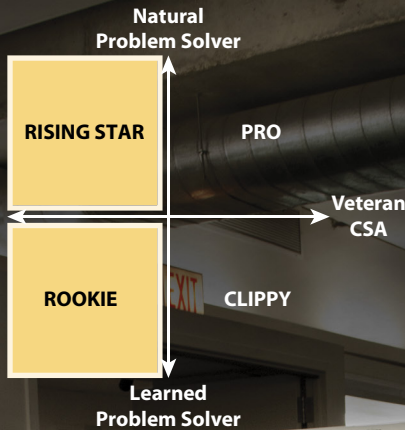 Natural
Problem Solver
RISING STAR
PRO
Veteran
CSA
ROOKIE
EXIT
CLIPPY
Learned
Problem Solver